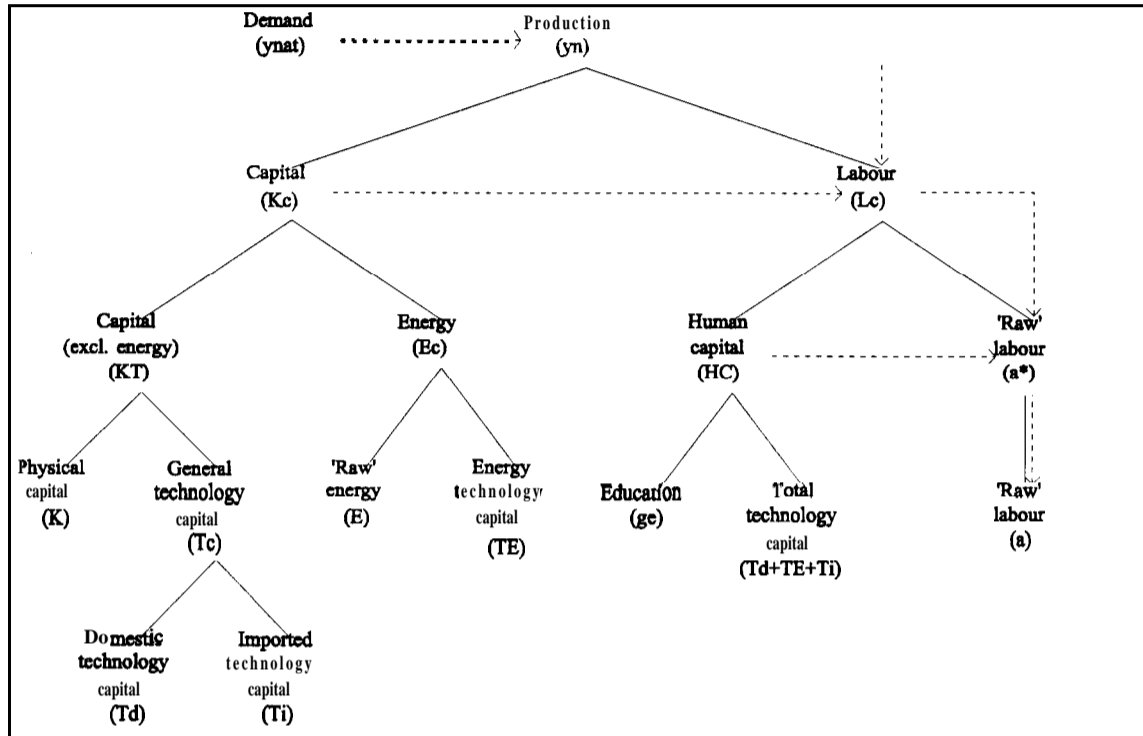 Demand
(ynat)
Production
(yn)
Capital
(Kc)
Labour
(Lc)
Capital
(excl. energy)
(KT)
Energy
(Ec)
Human
capital
(HC)
'Raw'
labour
(a*)
Physical
capital
(K)
General
technology
capital
(Tc)
'Raw'
energy
(E)
Energy
technology
capital
(TE)
Education
(ge)
Total
technology
capital
(Td+TE+Ti)
'Raw'
labour
(a)
Domestic
technology
capital
(Td)
Imported
technology
capital
(Ti)